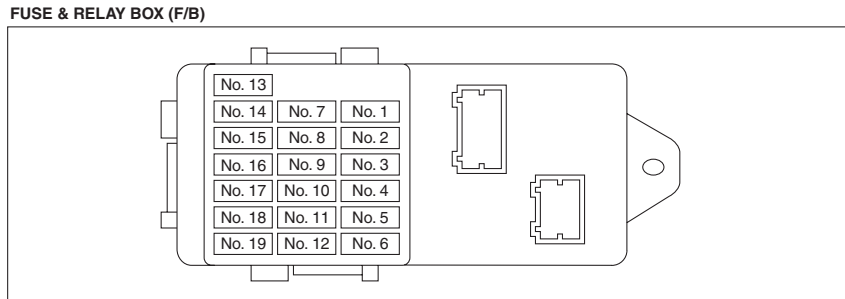 FUSE & RELAY BOX (F/B)
No. 13
No. 14 No. 7 No. 1
No. 15 No. 8 No. 2
No. 16 No. 9 No. 3
No. 17 No. 10 No. 4
No. 18 No. 11 No. 5
No. 19 No. 12 No. 6